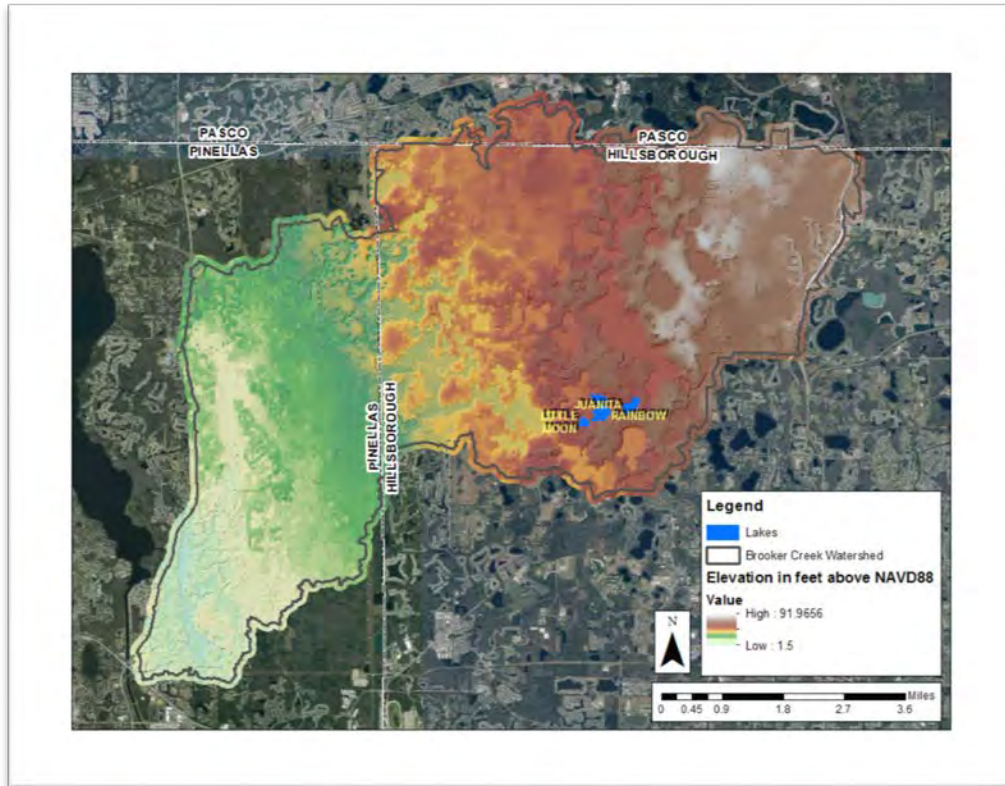 PASCO
PINELLAS
PASCO
HILLSBOROUGH
PINELLAS
HILLSBOROUGH
JUANITA
LITTLE
RAINBOW
MOON
Legend
Lakes
Brooker Creek Watershed
Elevation in feet above NAVD88
Value
High : 91.9656
Low : 1.5
N
Miles
0 0.45 0.9 1.8 2.7 3.6